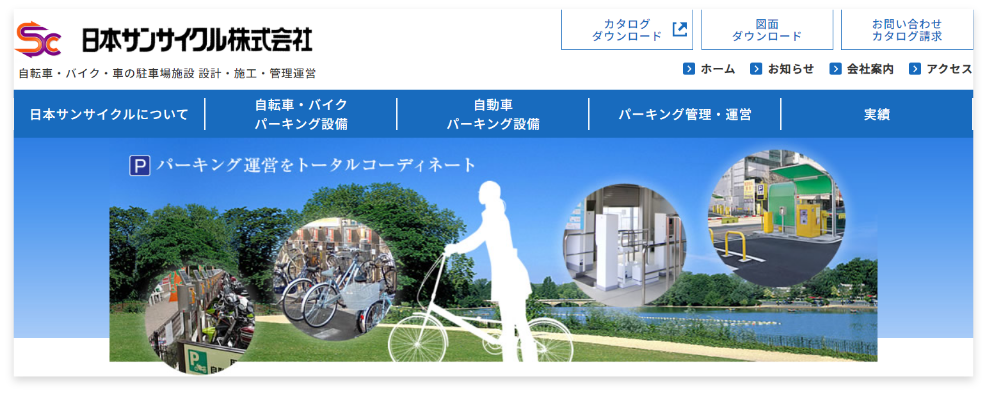 SC
日本サンサイクル株式会社
自転車・バイク・車の駐車場施設 設計・施工・管理運営
カタログ
ダウンロード
図面
ダウンロード
お問い合わせ
カタログ請求
ホーム
お知らせ
会社案内
アクセス
日本サンサイクルについて
自転車・バイク
パーキング設備
自動車
パーキング設備
パーキング管理・運営
実績
P パーキング運営をトータルコーディネート
P